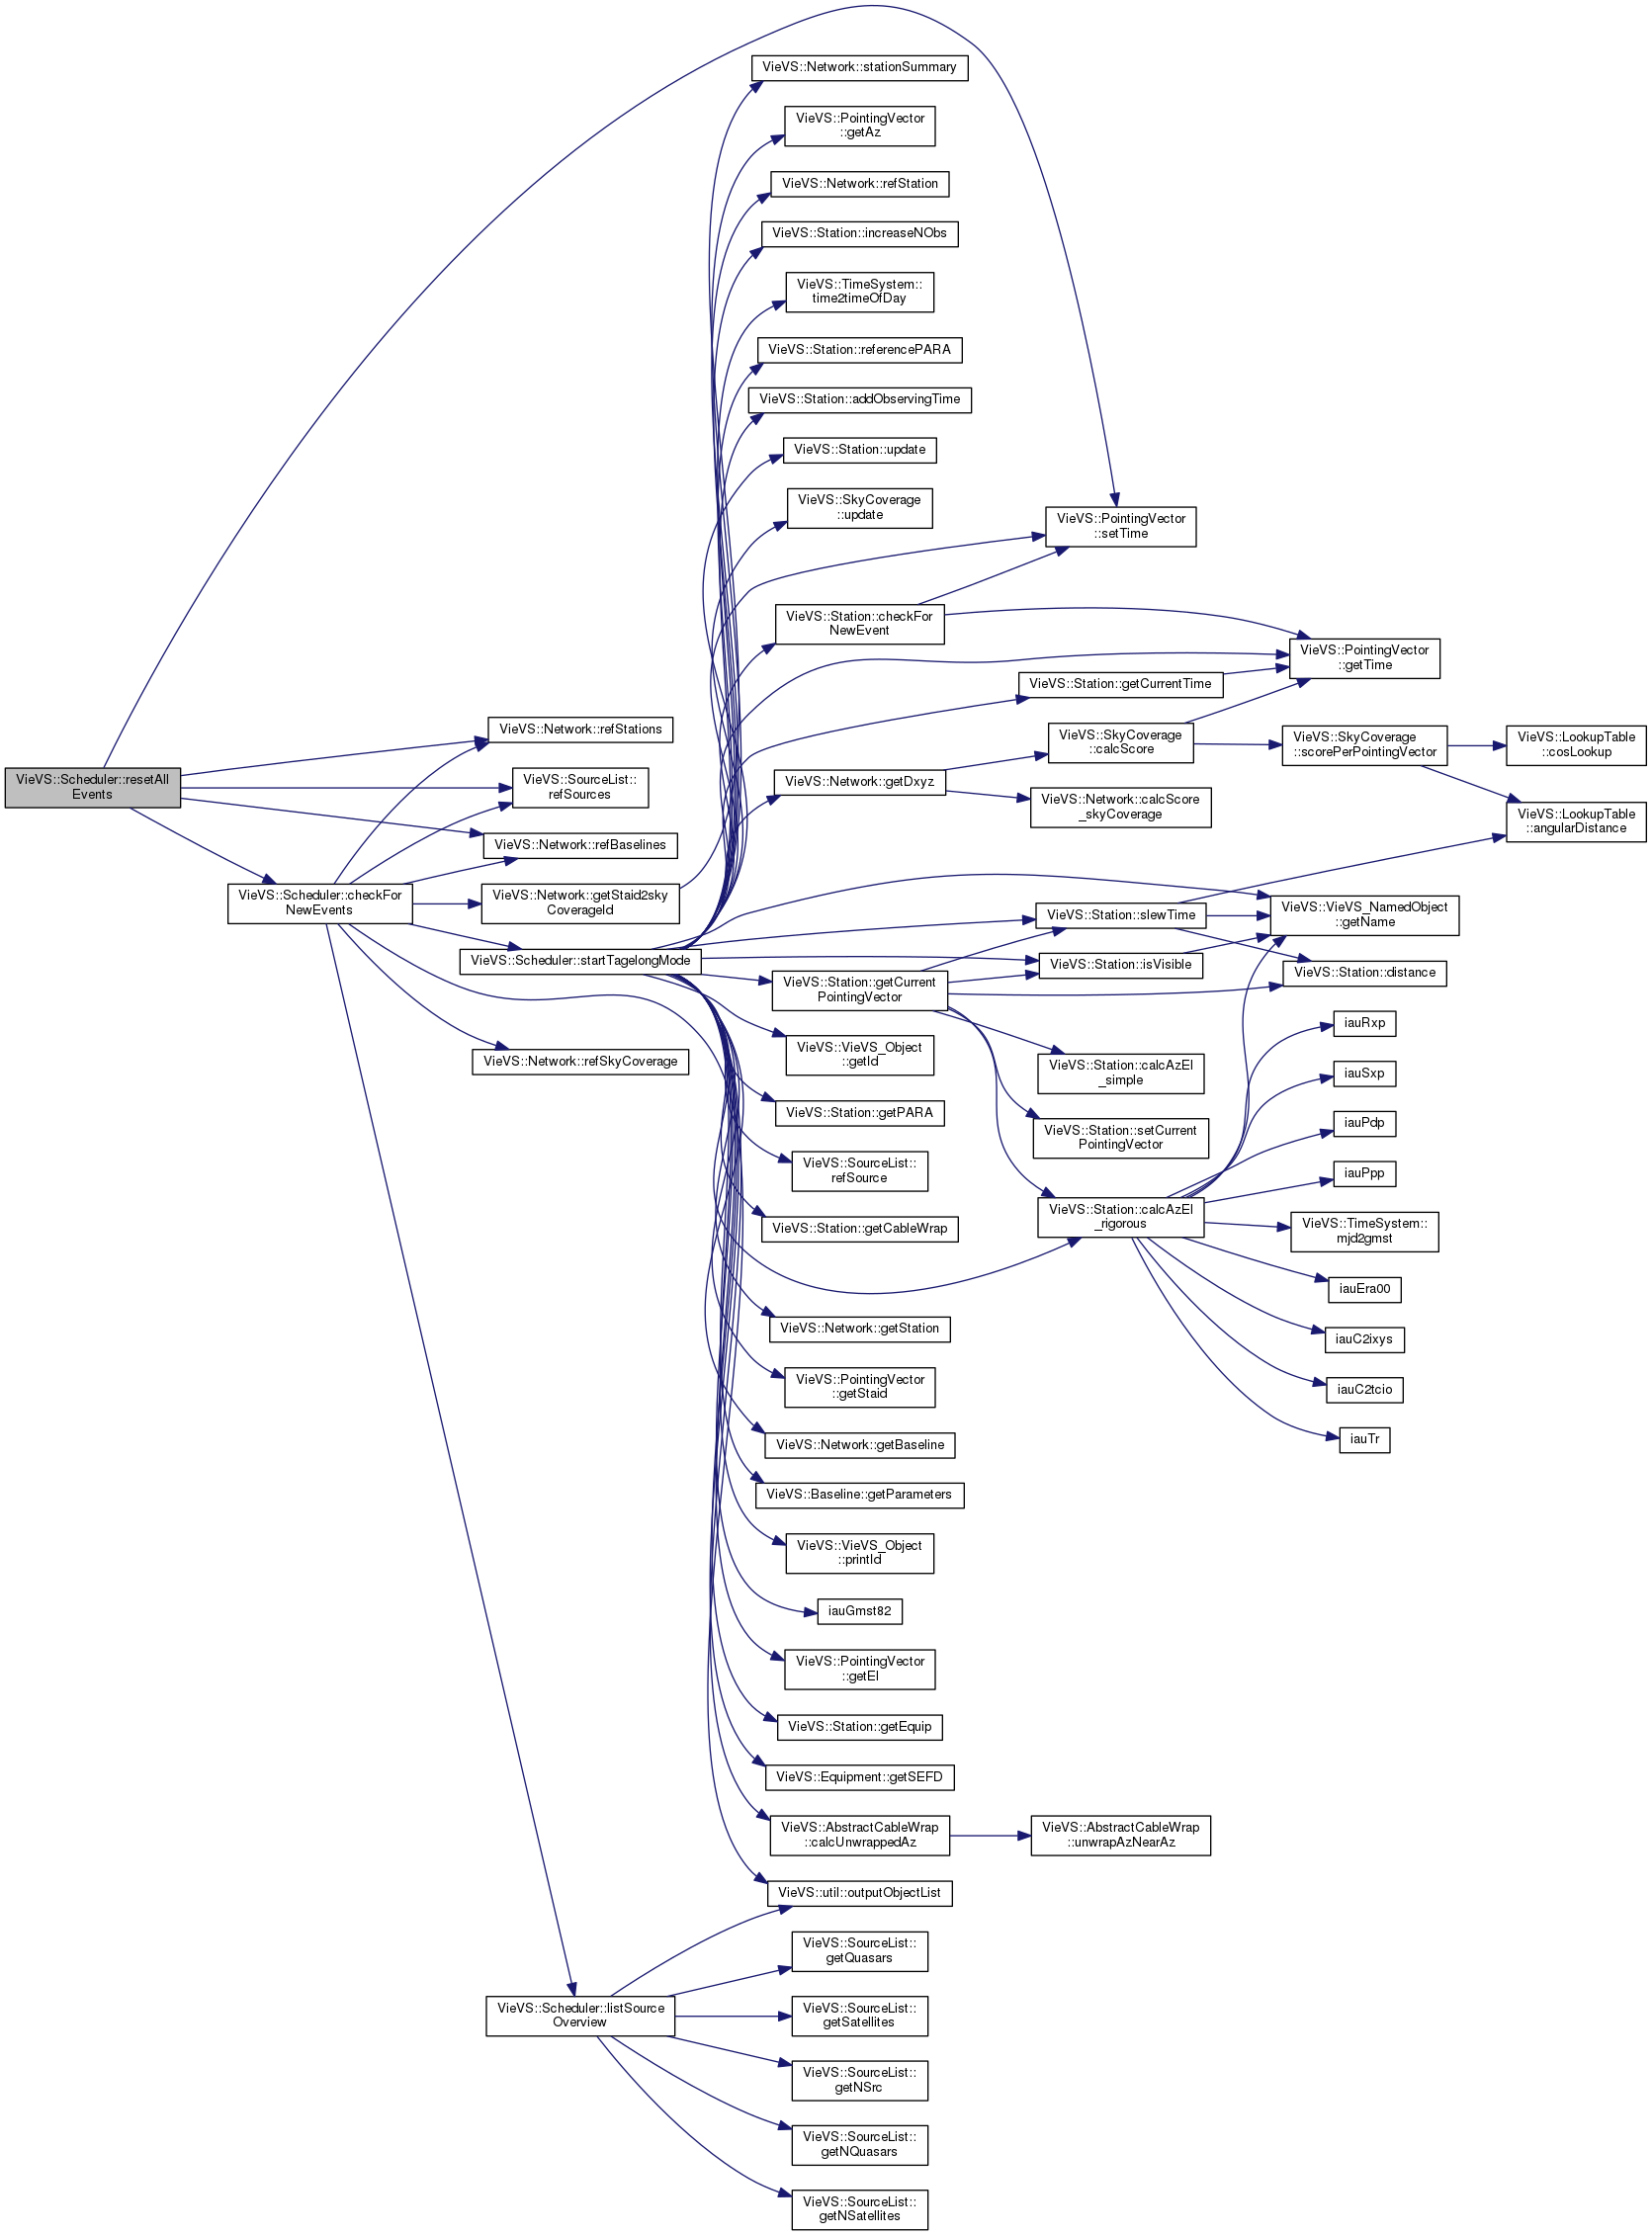 VieVS::Scheduler::resetAll
Events
VieVS::Network::refStations
VieVS::SourceList::
refSources
VieVS::Network::refBaselines
VieVS::Scheduler::checkFor
NewEvents
VieVS::Network::getStaid2sky
CoverageId
VieVS::Scheduler::startTagelongMode
VieVS::Network::refSkyCoverage
VieVS::Scheduler::listSource
Overview
VieVS::Network::stationSummary
VieVS::PointingVector
::getAz
VieVS::Network::refStation
VieVS::Station::increaseNObs
VieVS::TimeSystem::
time2timeOfDay
VieVS::Station::referencePARA
VieVS::Station::addObservingTime
VieVS::Station::update
VieVS::SkyCoverage
::update
VieVS::Station::checkFor
NewEvent
VieVS::Network::getDxyz
VieVS::Station::getCurrent
PointingVector
VieVS::VieVS_Object
::getId
VieVS::Station::getPARA
VieVS::SourceList::
refSource
VieVS::Station::getCableWrap
VieVS::Network::getStation
VieVS::PointingVector
::getStaid
VieVS::Network::getBaseline
VieVS::Baseline::getParameters
VieVS::VieVS_Object
::printId
iauGmst82
VieVS::PointingVector
::getEl
VieVS::Station::getEquip
VieVS::Equipment::getSEFD
VieVS::AbstractCableWrap
::calcUnwrappedAz
VieVS::util::outputObjectList
VieVS::SourceList::
getQuasars
VieVS::SourceList::
getSatellites
VieVS::SourceList::
getNSrc
VieVS::SourceList::
getNQuasars
VieVS::SourceList::
getNSatellites
VieVS::PointingVector
::setTime
VieVS::Station::getCurrentTime
VieVS::SkyCoverage
::calcScore
VieVS::Network::calcScore
_skyCoverage
VieVS::Station::slewTime
VieVS::Station::isVisible
VieVS::Station::calcAzEl
_simple
VieVS::Station::setCurrent
PointingVector
VieVS::Station::calcAzEl
_rigorous
VieVS::AbstractCableWrap
::unwrapAzNearAz
VieVS::PointingVector
::getTime
VieVS::SkyCoverage
::scorePerPointingVector
VieVS::VieVS_NamedObject
::getName
VieVS::Station::distance
iauRxp
iauSxp
iauPdp
iauPpp
VieVS::TimeSystem::
mjd2gmst
iauEra00
iauC2ixys
iauC2tcio
iauTr
VieVS::LookupTable
::cosLookup
VieVS::LookupTable
::angularDistance